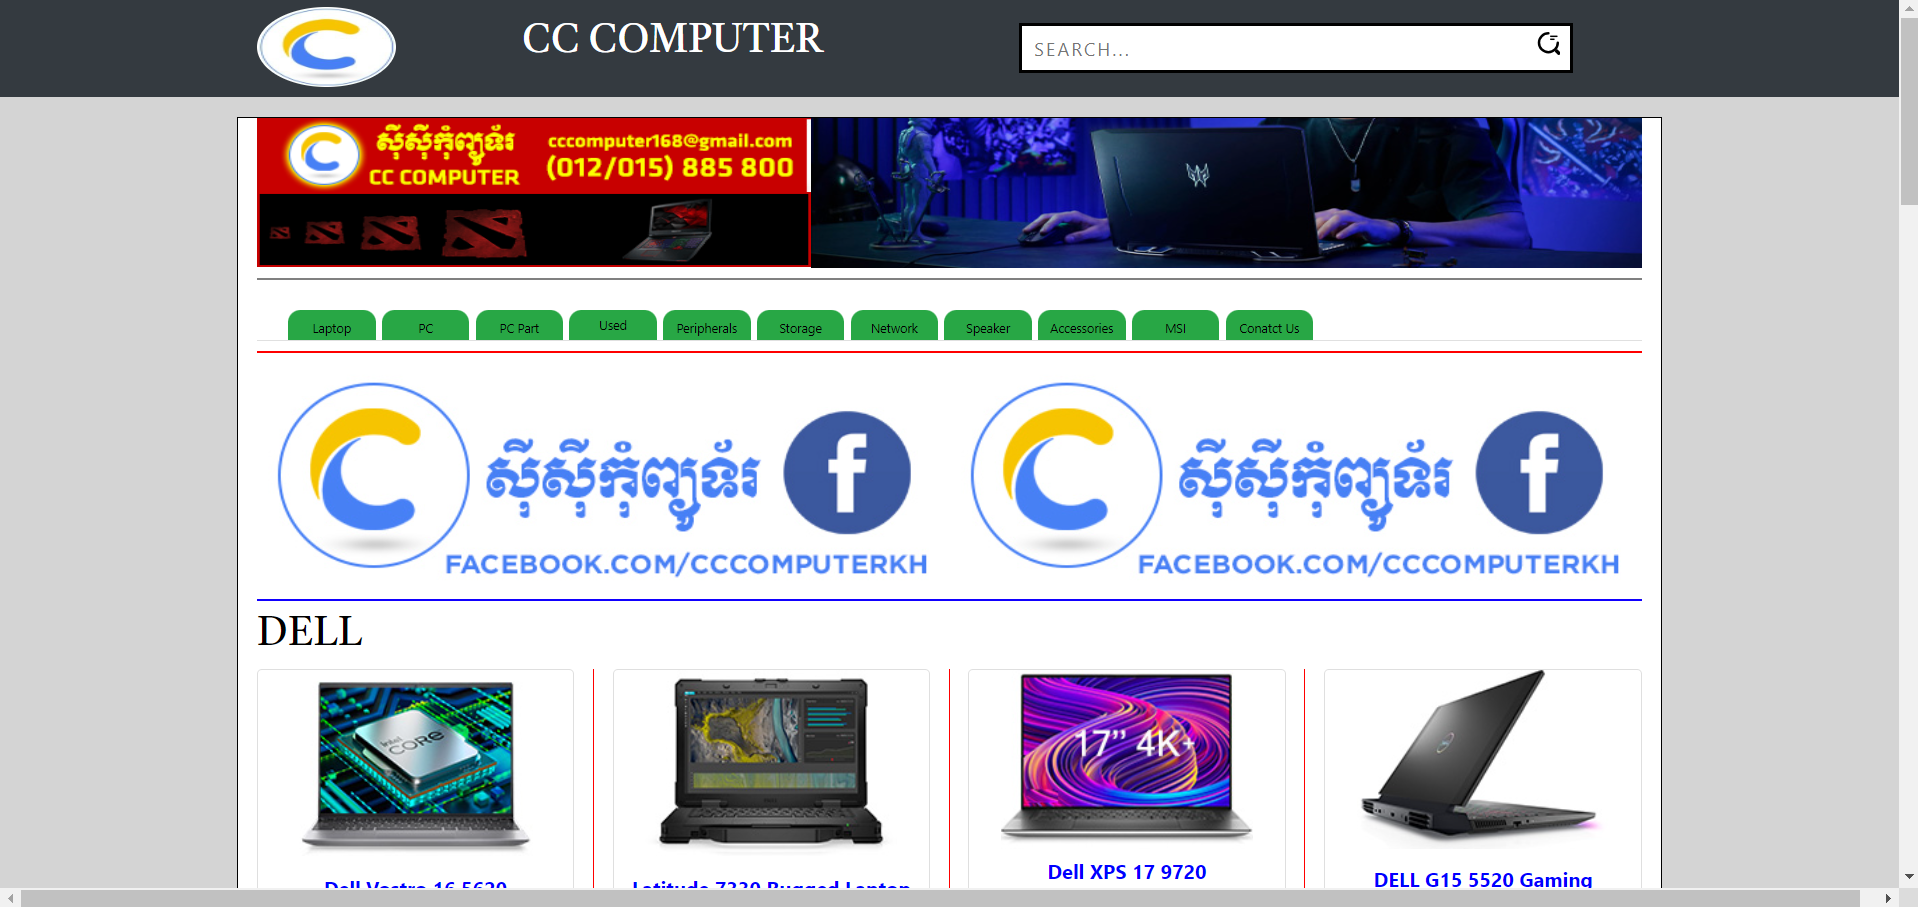 CC COMPUTER
SEARCH...
ស៊ីស៊ីកុំព្យូទ័រ
CC COMPUTER
cccomputer168@gmail.com
(012/015) 885 800
Laptop
PC
PC Part
Used
Peripherals
Storage
Network
Speaker
Accessories
MSI
Conatct Us
ស៊ីស៊ីកុំព្យូទ័រ
FACEBOOK.COM/CCCOMPUTERKH
ស៊ីស៊ីកុំព្យូទ័រ
FACEBOOK.COM/CCCOMPUTERKH
DELL
intel
CORE
17” 4K+
Dell Vostro 16 5620
Latitude 7330 Rugged Laptop
Dell XPS 17 9720
DELL G15 5520 Gaming